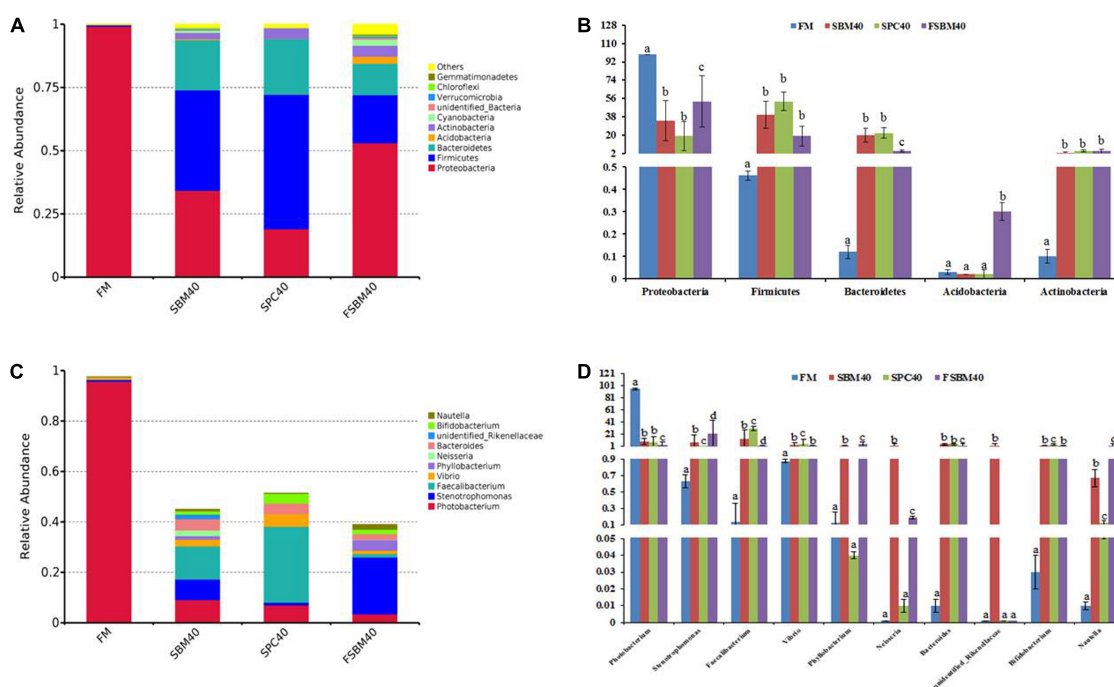 A
1
0.75
0.5
0.25
0
Relative Abundance
FM
SBM40
SPC40
FSBM40
Others
Gemmatimonadetes
Chloroflexi
Verrucomicrobia
unidentified_Bacteria
Cyanobacteria
Actinobacteria
Acidobacteria
Bacteroidetes
Firmicutes
Proteobacteria
B
FM SBM40 SPC40 FSBM40
128
110
92
74
56
38
20
2
0.5
0.4
0.3
0.2
0.1
0
a b b c
a b b b
a b b c
a a a b
a b b b
Proteobacteria Firmicutes Bacteroidetes Acidobacteria Actinobacteria
C
1
0.8
0.6
0.4
0.2
0
Relative Abundance
FM
SBM40
SPC40
FSBM40
Nautella
Bifidobacterium
unidentified_Rikenellaceae
Bacteroides
Neisseria
Phyllobacterium
Vibrio
Faecalibacterium
Stenotrophomonas
Photobacterium
D
FM SBM40 SPC40 FSBM40
121
101
81
61
41
21
1
0.9
0.7
0.5
0.3
0.1
0.05
0.04
0.03
0.02
0.01
0
a b b c
a b c d
a b c d
a b c b
a b a c
a b a c
a b b c
a b a a
a b c b
a b c c
Photobacterium
Stenotrophomonas
Faecalibacterium
Vibrio
Phyllobacterium
Neisseria
Bacteroides
Bifidobacterium
Nautella